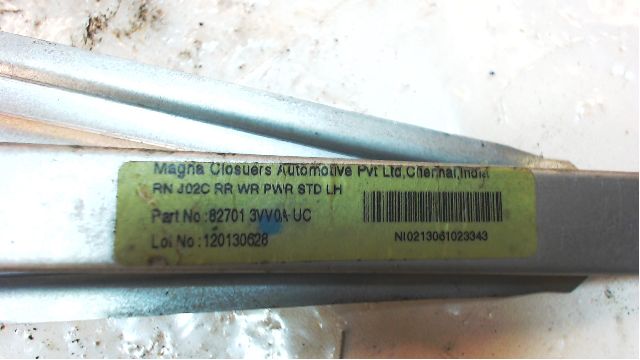 Magna Closuers Automotive Pvt Ltd,Chennai,India
RN J02C RR WR PWR STD LH
Part No :82701 3VV0A-UC
Lot No :120130628
NI0213061023343